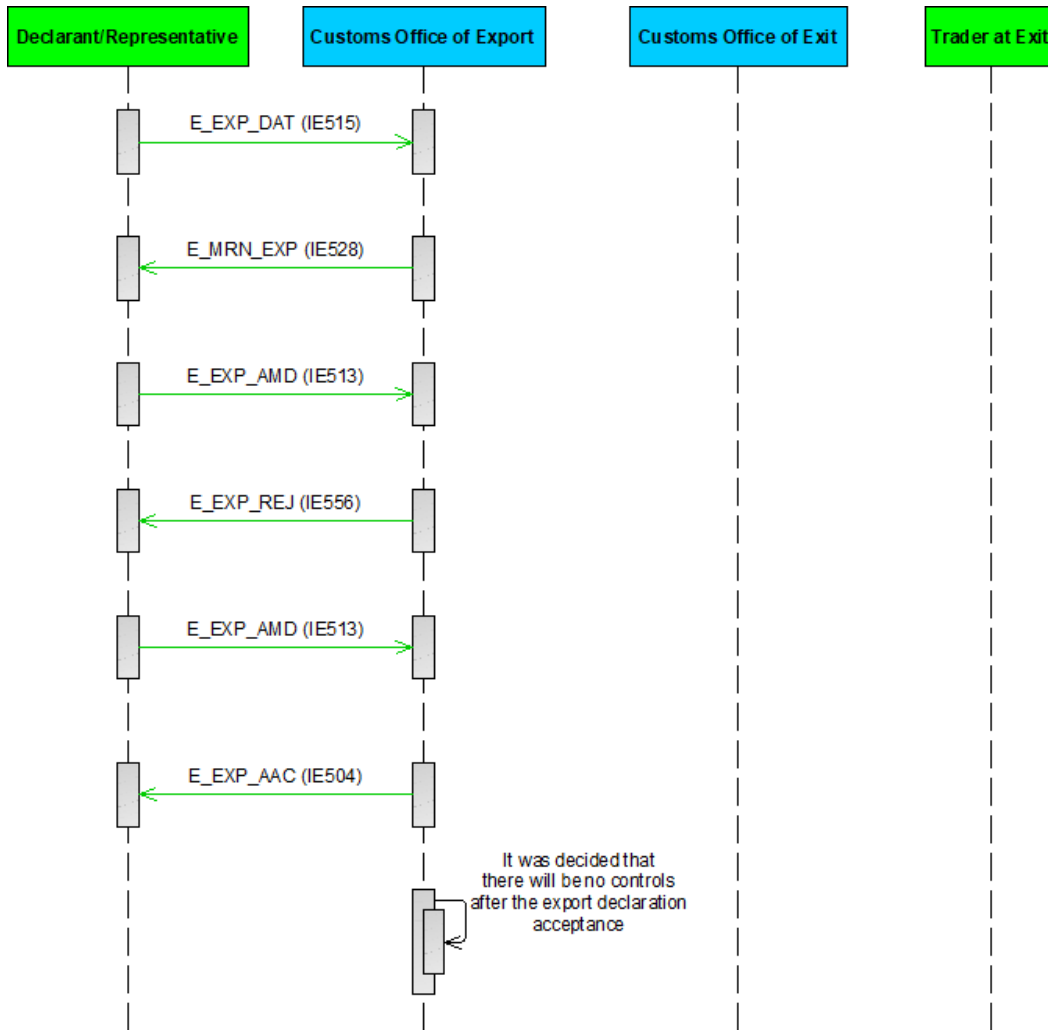 Declarant/Representative
Customs Office of Export
Customs Office of Exit
Trader at Exit
E_EXP_DAT (IE515)
E_MRN_EXP (IE528)
E_EXP_AMD (IE513)
E_EXP_REJ (IE556)
E_EXP_AMD (IE513)
E_EXP_AAC (IE504)
It was decided that
there will be no controls
after the export declaration
acceptance